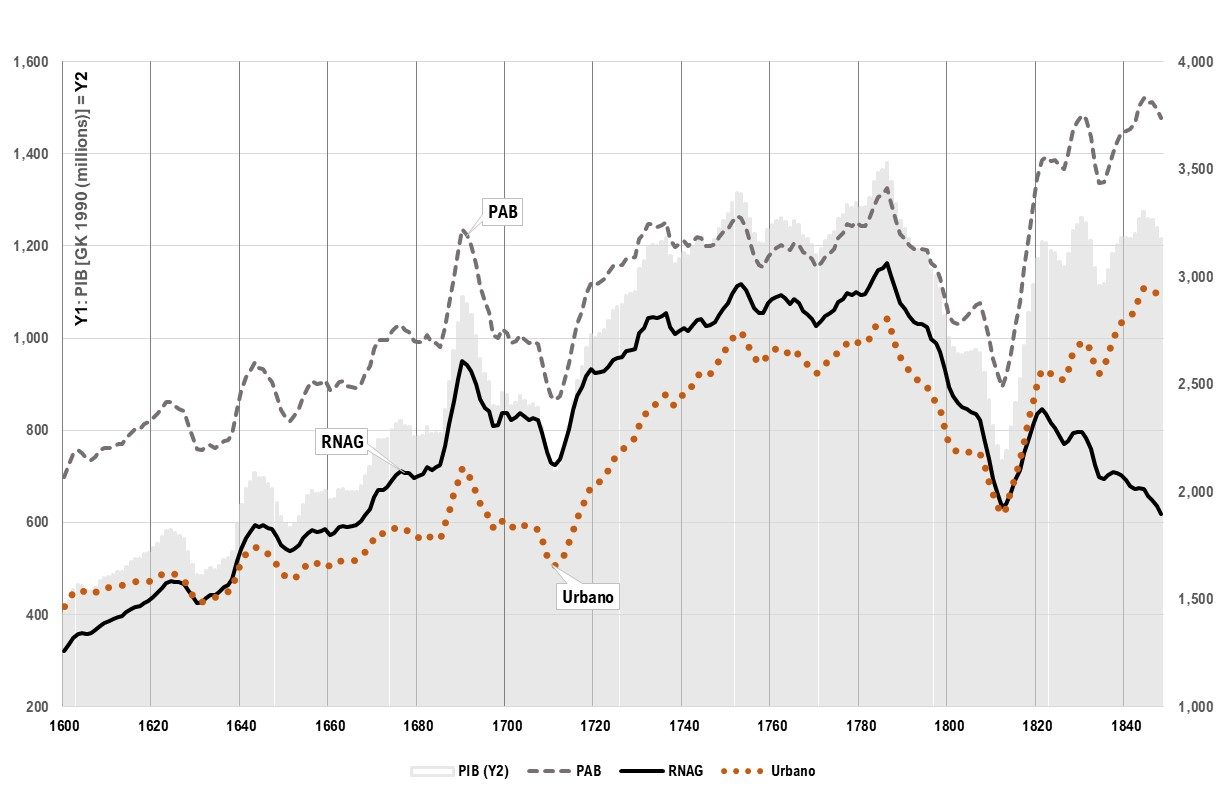 Y1: PIB [GK 1990 (millions)] = Y2
1,600
1,400
1,200
1,000
800
600
400
200
4,000
3,500
3,000
2,500
2,000
1,500
1,000
PAB
RNAG
Urbano
1600 1620 1640 1660 1680 1700 1720 1740 1760 1780 1800 1820 1840
PIB (Y2) PAB RNAG Urbano